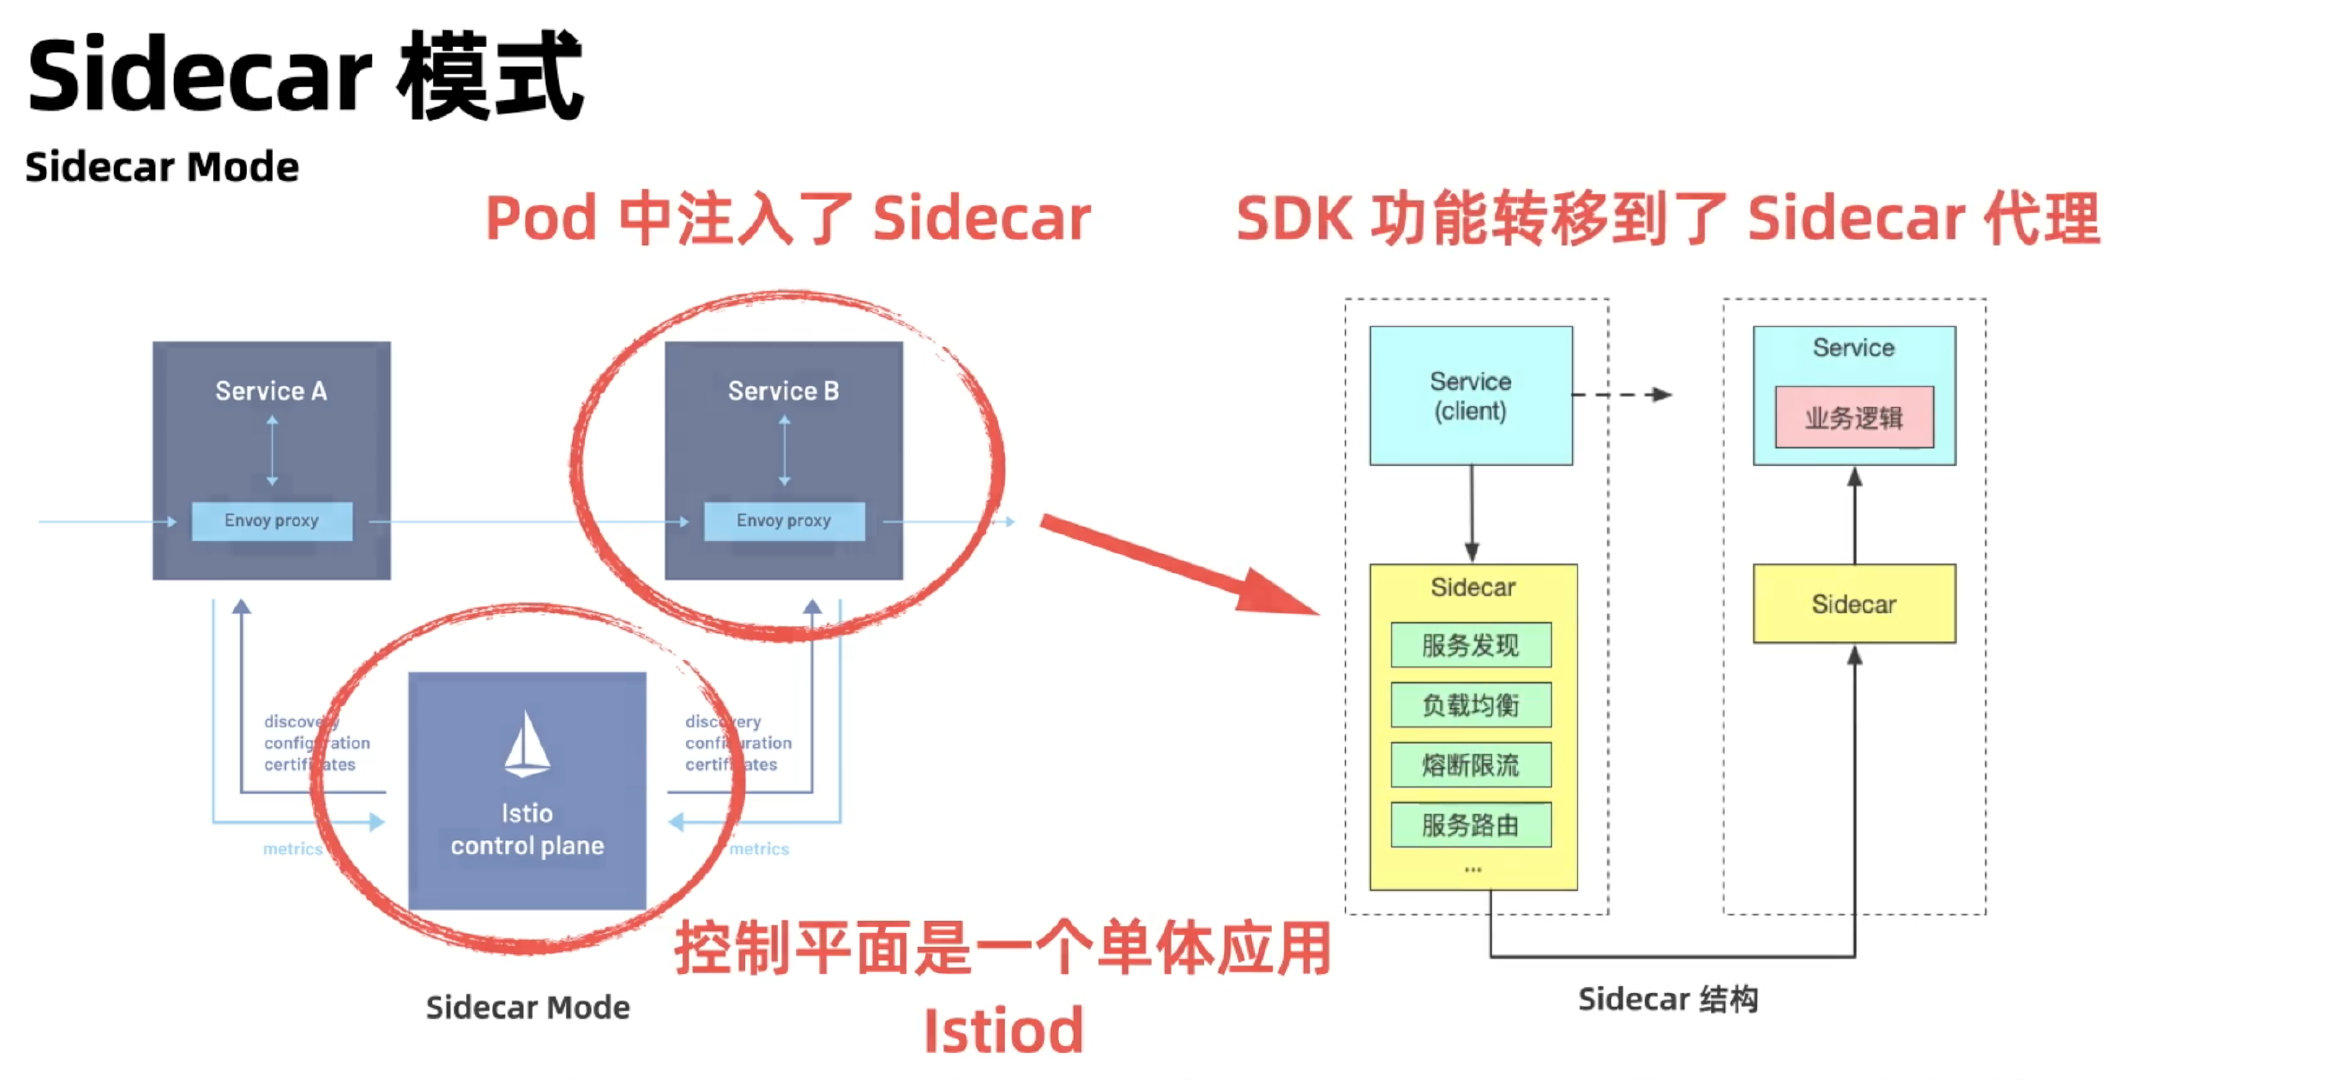 Sidecar 模式
Sidecar Mode
Pod 中注入了 Sidecar
SDK 功能转移到了 Sidecar 代理
Service A
Envoy proxy
Service B
Envoy proxy
discovery
configuration
certificates
metrics
Istio
control plane
discovery
configuration
certificates
metrics
控制平面是一个单体应用
Istiod
Sidecar Mode
Service
(client)
Sidecar
服务发现
负载均衡
熔断限流
服务路由
...
Service
业务逻辑
Sidecar
Sidecar 结构